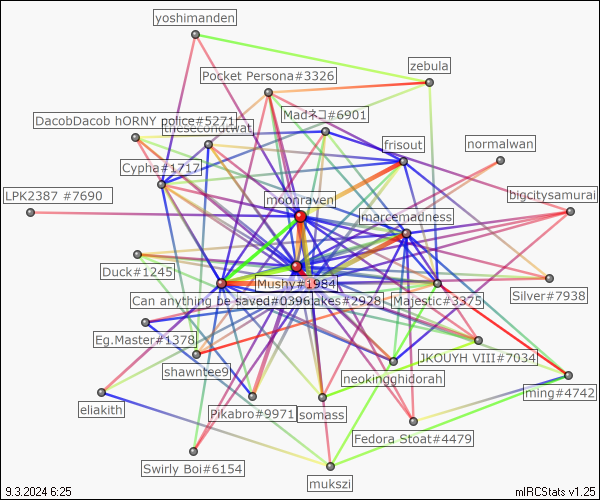 yoshimanden
zebula
Pocket Persona#3326
Madネコ#6901
DacobDacob hORNY police#5271
thesecondtwat
frisout
normalwan
Cypha#1717
LPK2387 #7690
moonraven
bigcitysamurai
marcemadness
Duck#1245
Mushy#1984
Silver#7938
Can anything be saved#0396
akes#2928
Majestic#3375
Eg.Master#1378
JKOUYH VIII#7034
shawntee9
neokingghidorah
ming#4742
eliakith
Pikabro#9971
somass
Fedora Stoat#4479
Swirly Boi#6154
mukszi
9.3.2024 6:25
mIRCStats v1.25